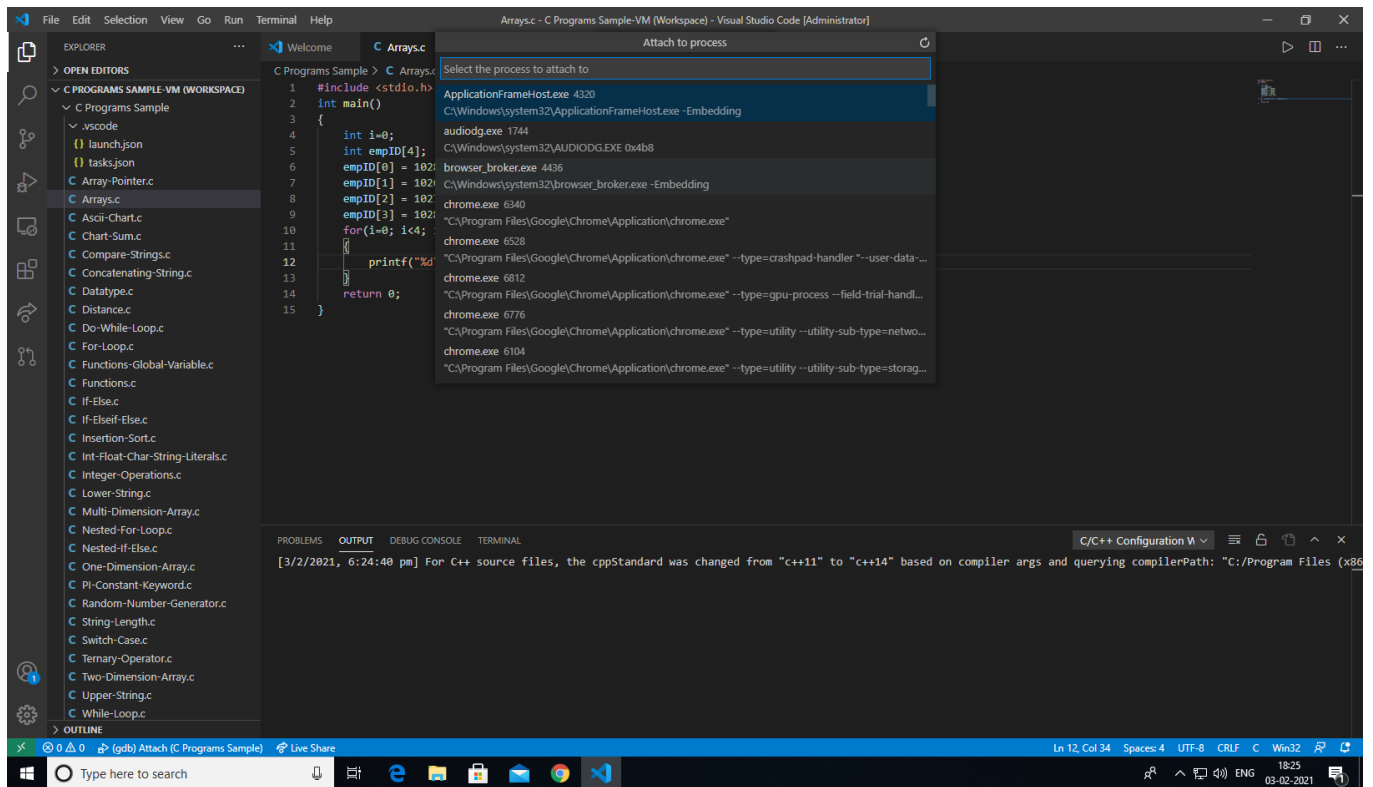 File Edit Selection View Go Run Terminal Help
Arrays.c - C Programs Sample-VM (Workspace) - Visual Studio Code [Administrator]
EXPLORER
OPEN EDITORS
C PROGRAMS SAMPLE-VM (WORKSPACE)
C Programs Sample
.vscode
{} launch.json
{} tasks.json
C Array-Pointer.c
C Arrays.c
C Ascii-Chart.c
C Chart-Sum.c
C Compare-Strings.c
C Concatenating-String.c
C Datatype.c
C Distance.c
C Do-While-Loop.c
C For-Loop.c
C Functions-Global-Variable.c
C Functions.c
C If-Else.c
C If-Elseif-Else.c
C Insertion-Sort.c
C Int-Float-Char-String-Literals.c
C Integer-Operations.c
C Lower-String.c
C Multi-Dimension-Array.c
C Nested-For-Loop.c
C Nested-If-Else.c
C One-Dimension-Array.c
C PI-Constant-Keyword.c
C Random-Number-Generator.c
C String-Length.c
C Switch-Case.c
C Ternary-Operator.c
C Two-Dimension-Array.c
C Upper-String.c
C While-Loop.c
OUTLINE
Welcome C Arrays.c
C Programs Sample > C Arrays.c
1 #include <stdio.h>
2 int main()
3 {
4 int i=0;
5 int empID[4];
6 empID[0] = 102
7 empID[1] = 102
8 empID[2] = 102
9 empID[3] = 102
10 for(i=0; i<4;
11 {
12 printf("%d
13 }
14 return 0;
15 }
Attach to process
Select the process to attach to
ApplicationFrameHost.exe 4320
C:\Windows\system32\ApplicationFrameHost.exe -Embedding
audiodg.exe 1744
C:\Windows\system32\AUDIODG.EXE 0x4b8
browser_broker.exe 4436
C:\Windows\system32\browser_broker.exe -Embedding
chrome.exe 6340
"C:\Program Files\Google\Chrome\Application\chrome.exe"
chrome.exe 6528
"C:\Program Files\Google\Chrome\Application\chrome.exe" --type=crashpad-handler "--user-data-...
chrome.exe 6812
"C:\Program Files\Google\Chrome\Application\chrome.exe" --type=gpu-process --field-trial-handl...
chrome.exe 6776
"C:\Program Files\Google\Chrome\Application\chrome.exe" --type=utility --utility-sub-type=netwo...
chrome.exe 6104
"C:\Program Files\Google\Chrome\Application\chrome.exe" --type=utility --utility-sub-type=storag...
PROBLEMS OUTPUT DEBUG CONSOLE TERMINAL
C/C++ Configuration W
[3/2/2021, 6:24:40 pm] For C++ source files, the cppStandard was changed from "c++11" to "c++14" based on compiler args and querying compilerPath: "C:/Program Files (x86
1
0 0 (gdb) Attach (C Programs Sample) Live Share
Ln 12, Col 34 Spaces: 4 UTF-8 CRLF C Win32
Type here to search
ENG
18:25
03-02-2021
1